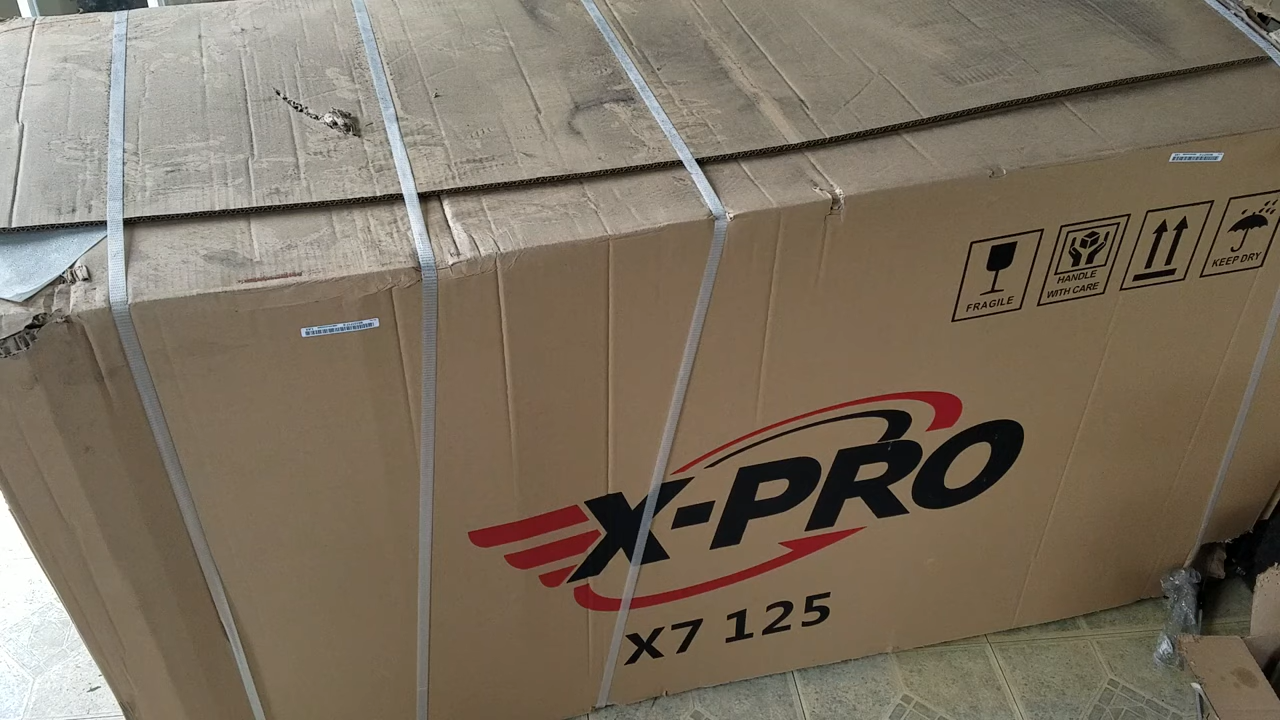 FRAGILE
HANDLE
WITH CARE
KEEP DRY
X-PRO
X7 125